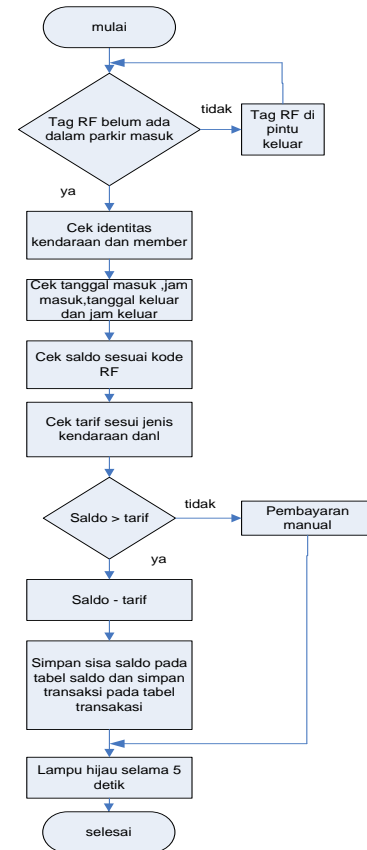 mulai
Tag RF belum ada
dalam parkir masuk
tidak
Tag RF di
pintu
keluar
ya
Cek identitas
kendaraan dan member
Cek tanggal masuk ,jam
masuk,tanggal keluar
dan jam keluar
Cek saldo sesuai kode
RF
Cek tarif sesui jenis
kendaraan danl
Saldo > tarif
tidak
Pembayaran
manual
ya
Saldo - tarif
Simpan sisa saldo pada
tabel saldo dan simpan
transaksi pada tabel
transakasi
Lampu hijau selama 5
detik
selesai